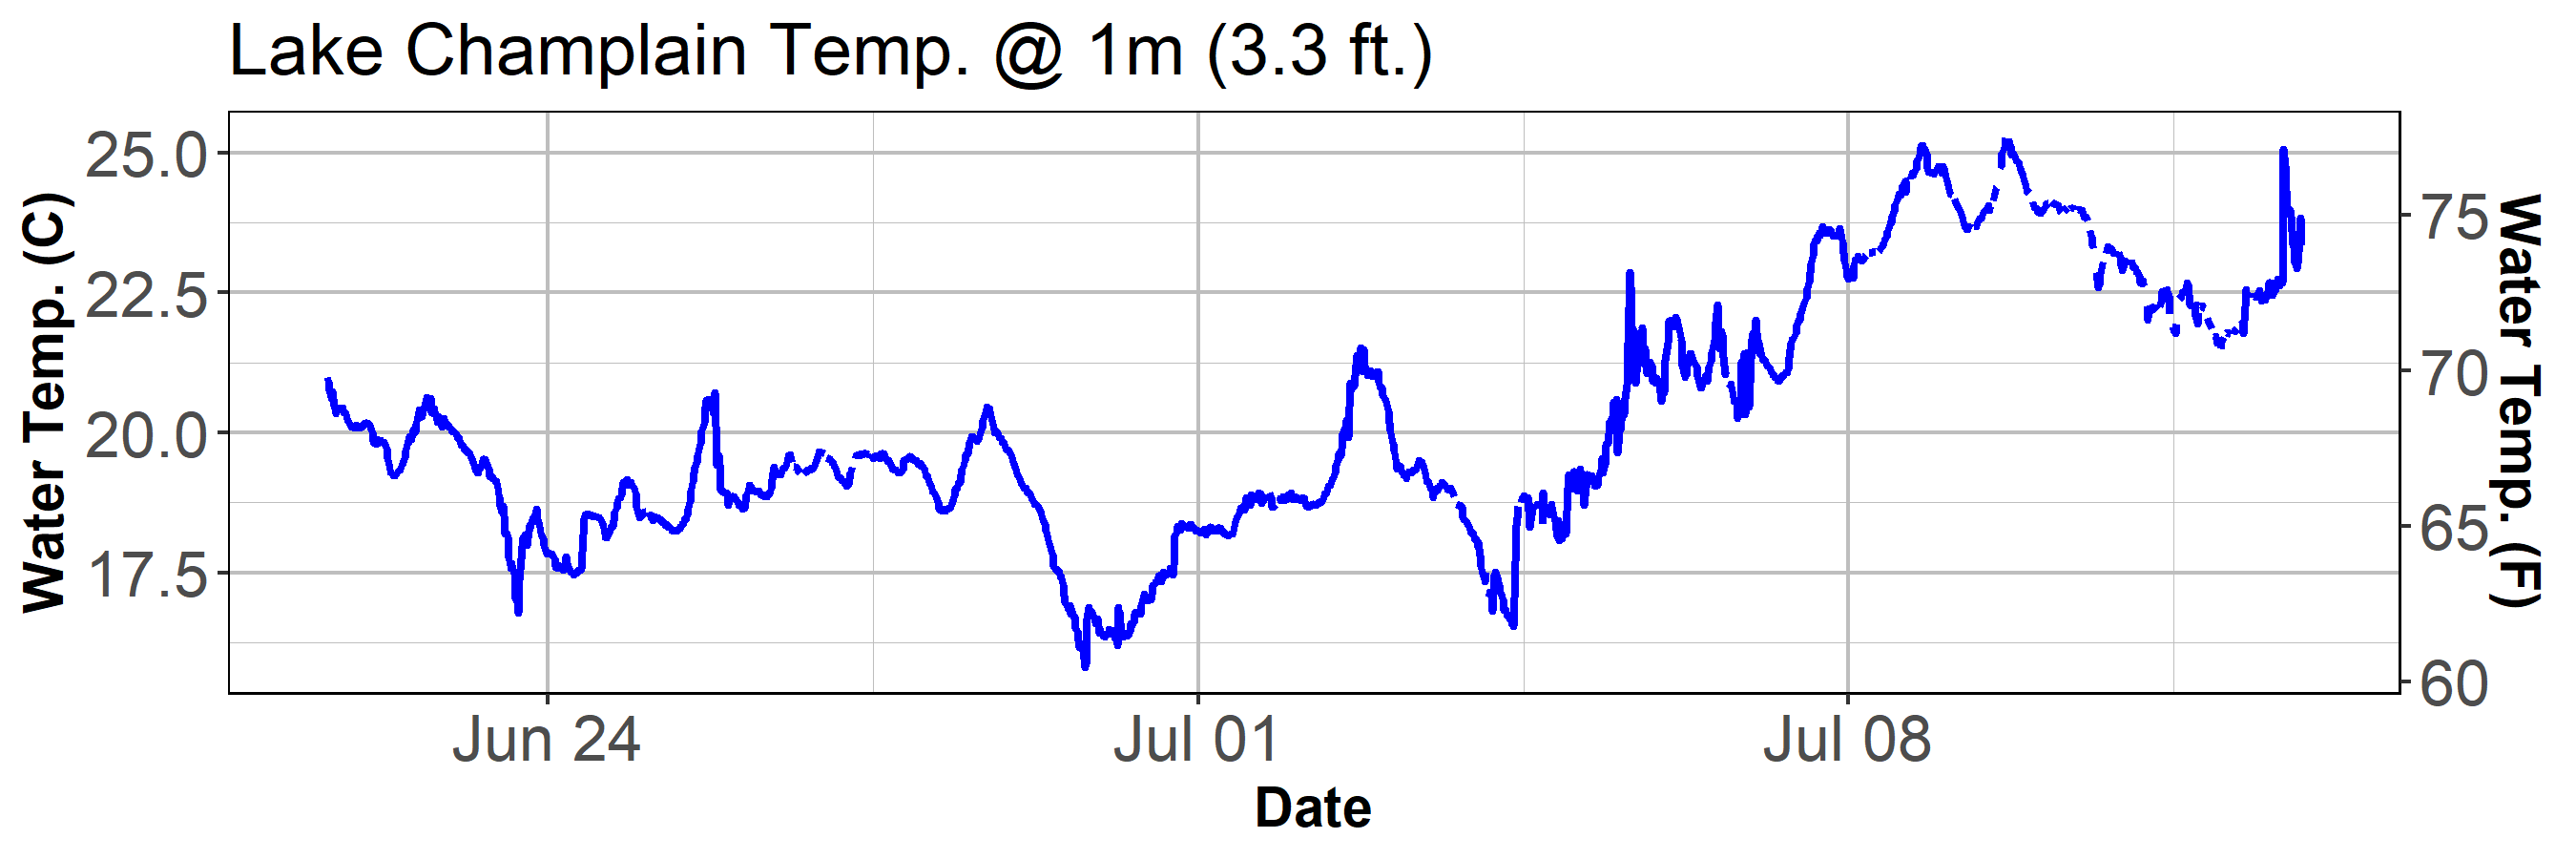 Lake Champlain Temp. @ 1m (3.3 ft.)
Water Temp. (C)
25.0
22.5
20.0
17.5
75
70
65
60
Water Temp. (F)
Jun 24 Jul 01 Jul 08
Date